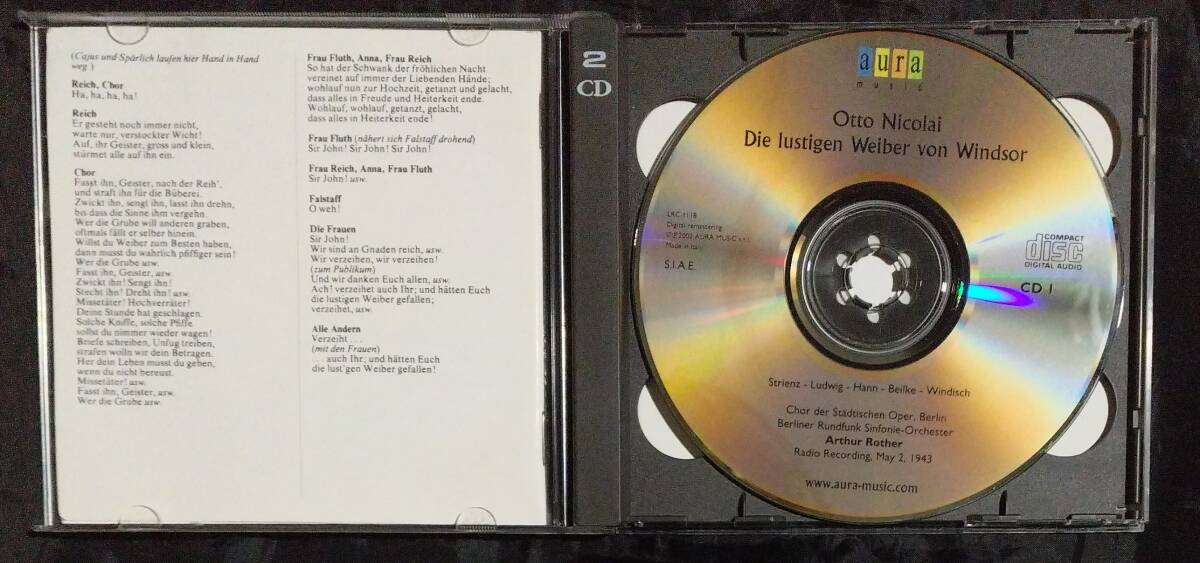 (Cajus und Spärlich laufen hier Hand in Hand
weg.)
Reich, Chor
Ha, ha, ha, ha!
Reich
Er gesteht noch immer nicht,
warte nur, verstockter Wicht!
Auf, ihr Geister, gross und klein,
stürmet alle auf ihn ein.
Chor
Fasst ihn, Geister, nach der Reih',
und straft ihn für die Büberei.
Zwickt ihn, sengt ihn, lasst ihn drehn,
bis dass die Sinne ihm vergehn.
Wer die Grube will anderen graben,
oftmals fällt er selber hinein.
Willst du Weiber zum Besten haben,
dann musst du wahrlich pfiffiger sein!
Wer die Grube usw.
Fasst ihn, Geister, usw.
Zwickt ihn! Sengt ihn!
Stecht ihn! Dreht ihn! usw.
Missetäter! Hochverräter!
Deine Stunde hat geschlagen.
Solche Kniffe, solche Pfiffe
sollst du nimmer wieder wagen!
Briefe schreiben, Unfug treiben,
strafen wolln wir dein Betragen.
Her dein Leben musst du geben,
wenn du nicht bereust.
Missetäter! usw.
Fasst ihn, Geister, usw.
Wer die Grube usw.
Frau Fluth, Anna, Frau Reich
So hat der Schwank der fröhlichen Nacht
vereinet auf immer der Liebenden Hände;
wohlauf nun zur Hochzeit, getanzt und gelacht,
dass alles in Freude und Heiterkeit ende.
Wohlauf, wohlauf, getanzt, gelacht,
dass alles in Heiterkeit ende!
Frau Fluth (nähert sich Falstaff drohend)
Sir John! Sir John! Sir John!
Frau Reich, Anna, Frau Fluth
Sir John! usw.
Falstaff
O weh!
Die Frauen
Sir John!
Wir sind an Gnaden reich, usw.
Wir verzeihen, wir verzeihen!
(zum Publikum)
Und wir danken Euch allen, usw.
Ach! verzeihet auch Ihr; und hätten Euch
die lustigen Weiber gefallen;
verzeihet, usw.
Alle Andern
Verzeiht . . .
(mit den Frauen)
. . . auch Ihr; und hätten Euch
die lust'gen Weiber gefallen!
2
CD
aura
music
Otto Nicolai
Die lustigen Weiber von Windsor
LRC 1118
Digital remastering
©℗2002 AURA MUSIC s.r.l.
Made in Italy
S.I.A.E.
COMPACT
disc
DIGITAL AUDIO
CD 1
Strienz - Ludwig - Hann - Beilke - Windisch
Chor der Städtischen Oper, Berlin
Berliner Rundfunk Sinfonie-Orchester
Arthur Rother
Radio Recording, May 2, 1943
www.aura-music.com